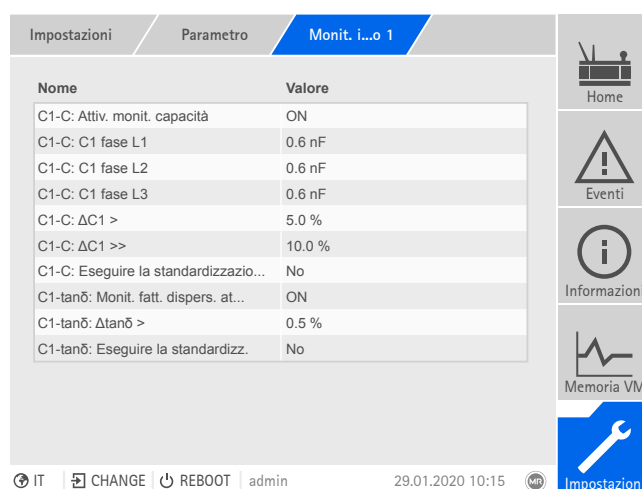 Impostazioni Parametro Monit. i...o 1
Nome Valore
C1-C: Attiv. monit. capacità ON
C1-C: C1 fase L1 0.6 nF
C1-C: C1 fase L2 0.6 nF
C1-C: C1 fase L3 0.6 nF
C1-C: ΔC1 > 5.0 %
C1-C: ΔC1 >> 10.0 %
C1-C: Eseguire la standardizzazio... No
C1-tanδ: Monit. fatt. dispers. at... ON
C1-tanδ: Δtanδ > 0.5 %
C1-tanδ: Eseguire la standardizz. No
Home
Eventi
Informazioni
Memoria VM
Impostazion
IT CHANGE REBOOT admin 29.01.2020 10:15 MR